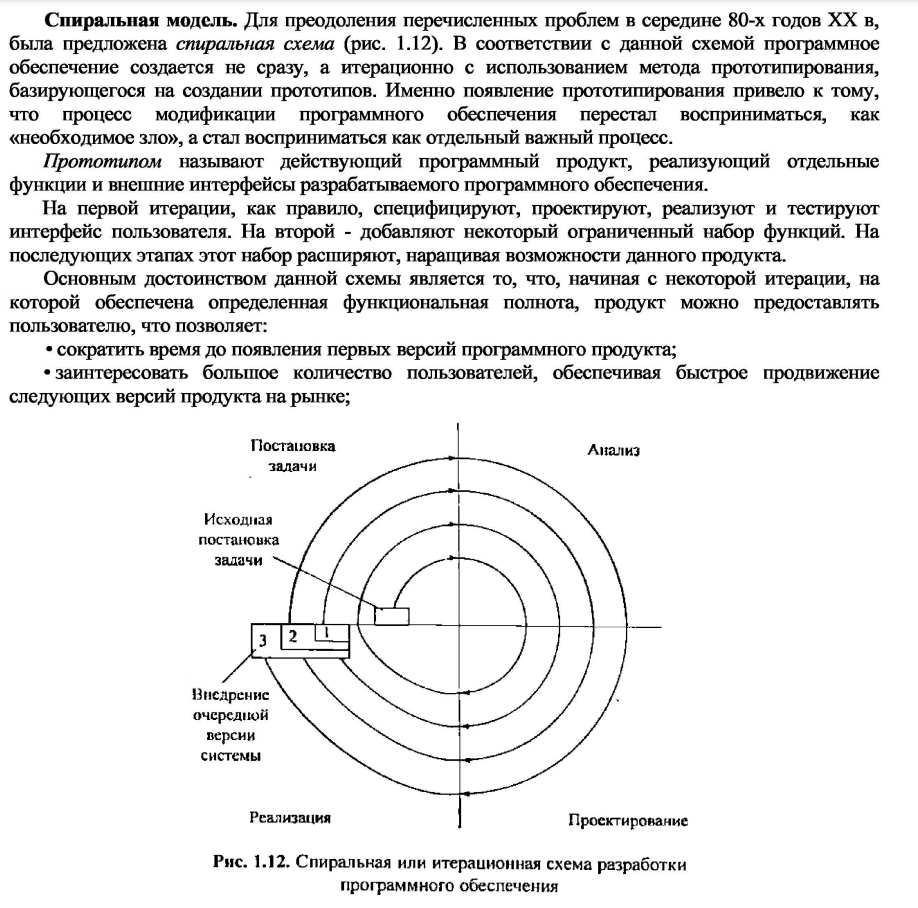 Спиральная модель. Для преодоления перечисленных проблем в середине 80-х годов XX в,
была предложена спиральная схема (рис. 1.12). В соответствии с данной схемой программное
обеспечение создается не сразу, а итерационно с использованием метода прототипирования,
базирующегося на создании прототипов. Именно появление прототипирования привело к тому,
что процесс модификации программного обеспечения перестал восприниматься, как
«необходимое зло», а стал восприниматься как отдельный важный процесс.
Прототипом называют действующий программный продукт, реализующий отдельные
функции и внешние интерфейсы разрабатываемого программного обеспечения.
На первой итерации, как правило, специфицируют, проектируют, реализуют и тестируют
интерфейс пользователя. На второй - добавляют некоторый ограниченный набор функций. На
последующих этапах этот набор расширяют, наращивая возможности данного продукта.
Основным достоинством данной схемы является то, что, начиная с некоторой итерации, на
которой обеспечена определенная функциональная полнота, продукт можно предоставлять
пользователю, что позволяет:
• сократить время до появления первых версий программного продукта;
• заинтересовать большое количество пользователей, обеспечивая быстрое продвижение
следующих версий продукта на рынке;
Постановка
задачи
Анализ
Исходная
постановка
задачи
3 2 1
Внедрение
очередной
версии
системы
Реализация
Проектирование
Рис. 1.12. Спиральная или итерационная схема разработки
программного обеспечения